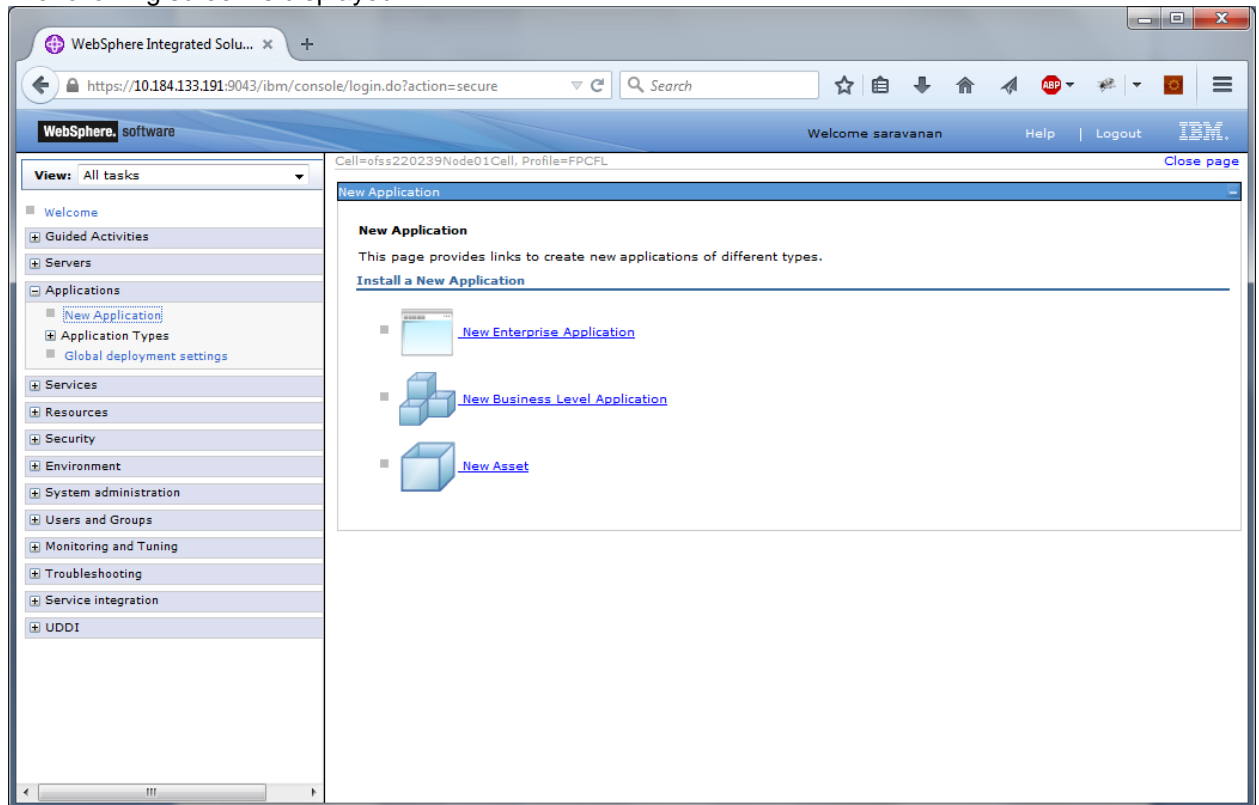 WebSphere Integrated Solu... × +
https://10.184.133.191:9043/ibm/console/login.do?action=secure Search ABP
WebSphere. software Welcome saravanan Help | Logout IBM.
View: All tasks
Cell=ofss220239Node01Cell, Profile=FPCFL Close page
Welcome
Guided Activities
Servers
Applications
New Application
Application Types
Global deployment settings
Services
Resources
Security
Environment
System administration
Users and Groups
Monitoring and Tuning
Troubleshooting
Service integration
UDDI
New Application
New Application
This page provides links to create new applications of different types.
Install a New Application
New Enterprise Application
New Business Level Application
New Asset